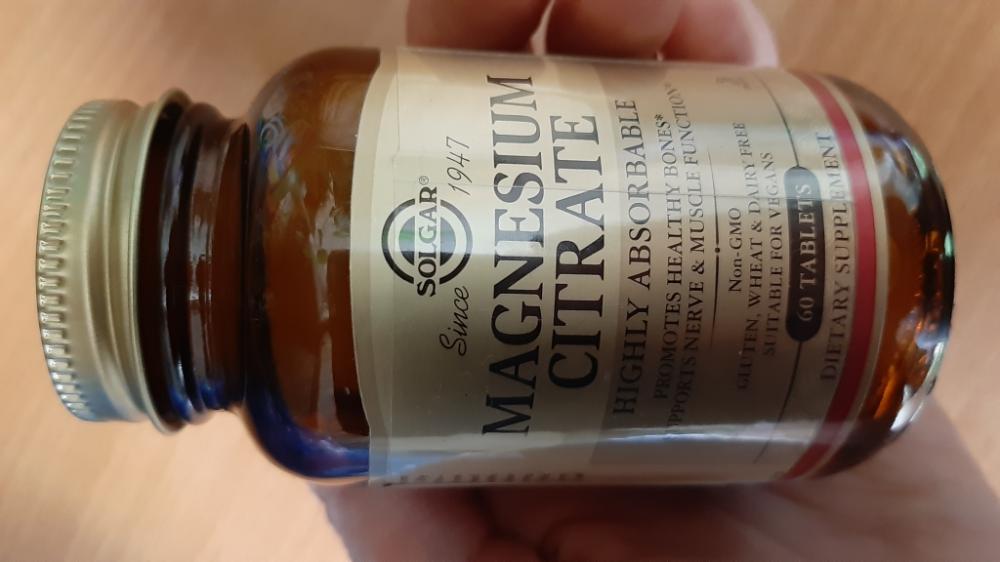 SOLGAR®
Since 1947
MAGNESIUM
CITRATE
HIGHLY ABSORBABLE
PROMOTES HEALTHY BONES*
SUPPORTS NERVE & MUSCLE FUNCTION*
Non-GMO
GLUTEN, WHEAT & DAIRY FREE
SUITABLE FOR VEGANS
60 TABLETS
DIETARY SUPPLEMENT